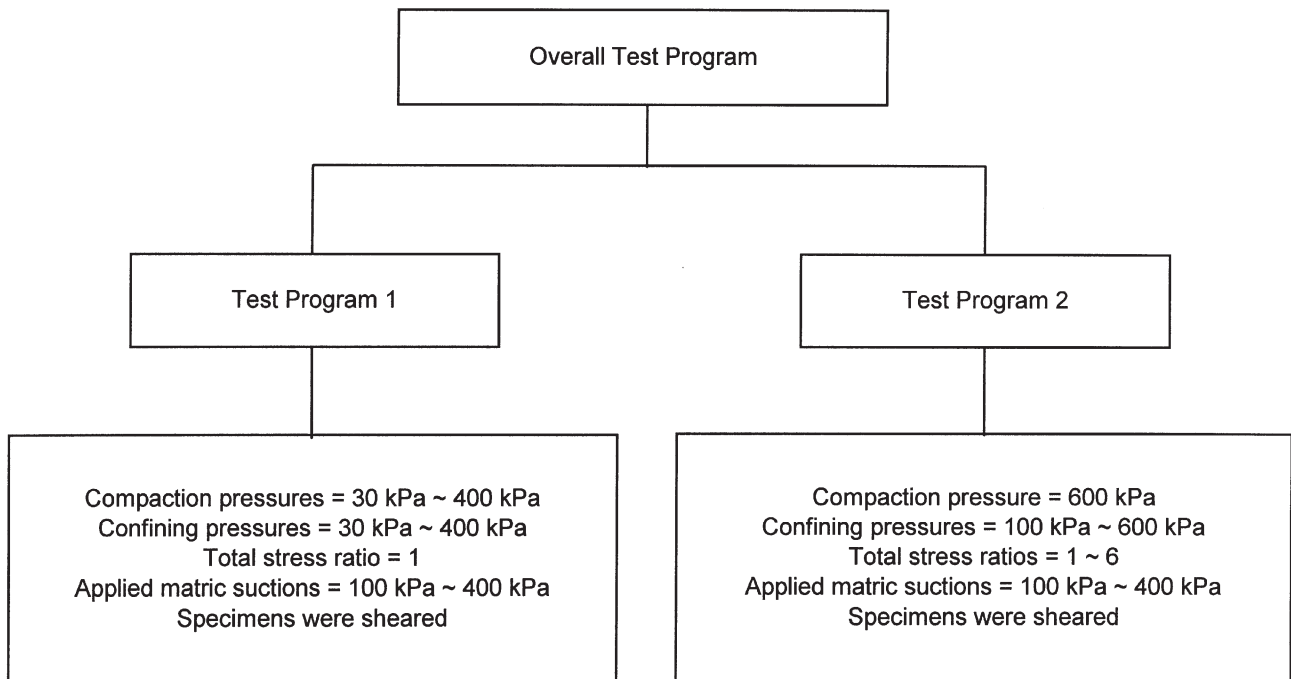 Overall Test Program
Test Program 1
Test Program 2
Compaction pressures = 30 kPa ~ 400 kPa
Confining pressures = 30 kPa ~ 400 kPa
Total stress ratio = 1
Applied matric suctions = 100 kPa ~ 400 kPa
Specimens were sheared
Compaction pressure = 600 kPa
Confining pressures = 100 kPa ~ 600 kPa
Total stress ratios = 1 ~ 6
Applied matric suctions = 100 kPa ~ 400 kPa
Specimens were sheared